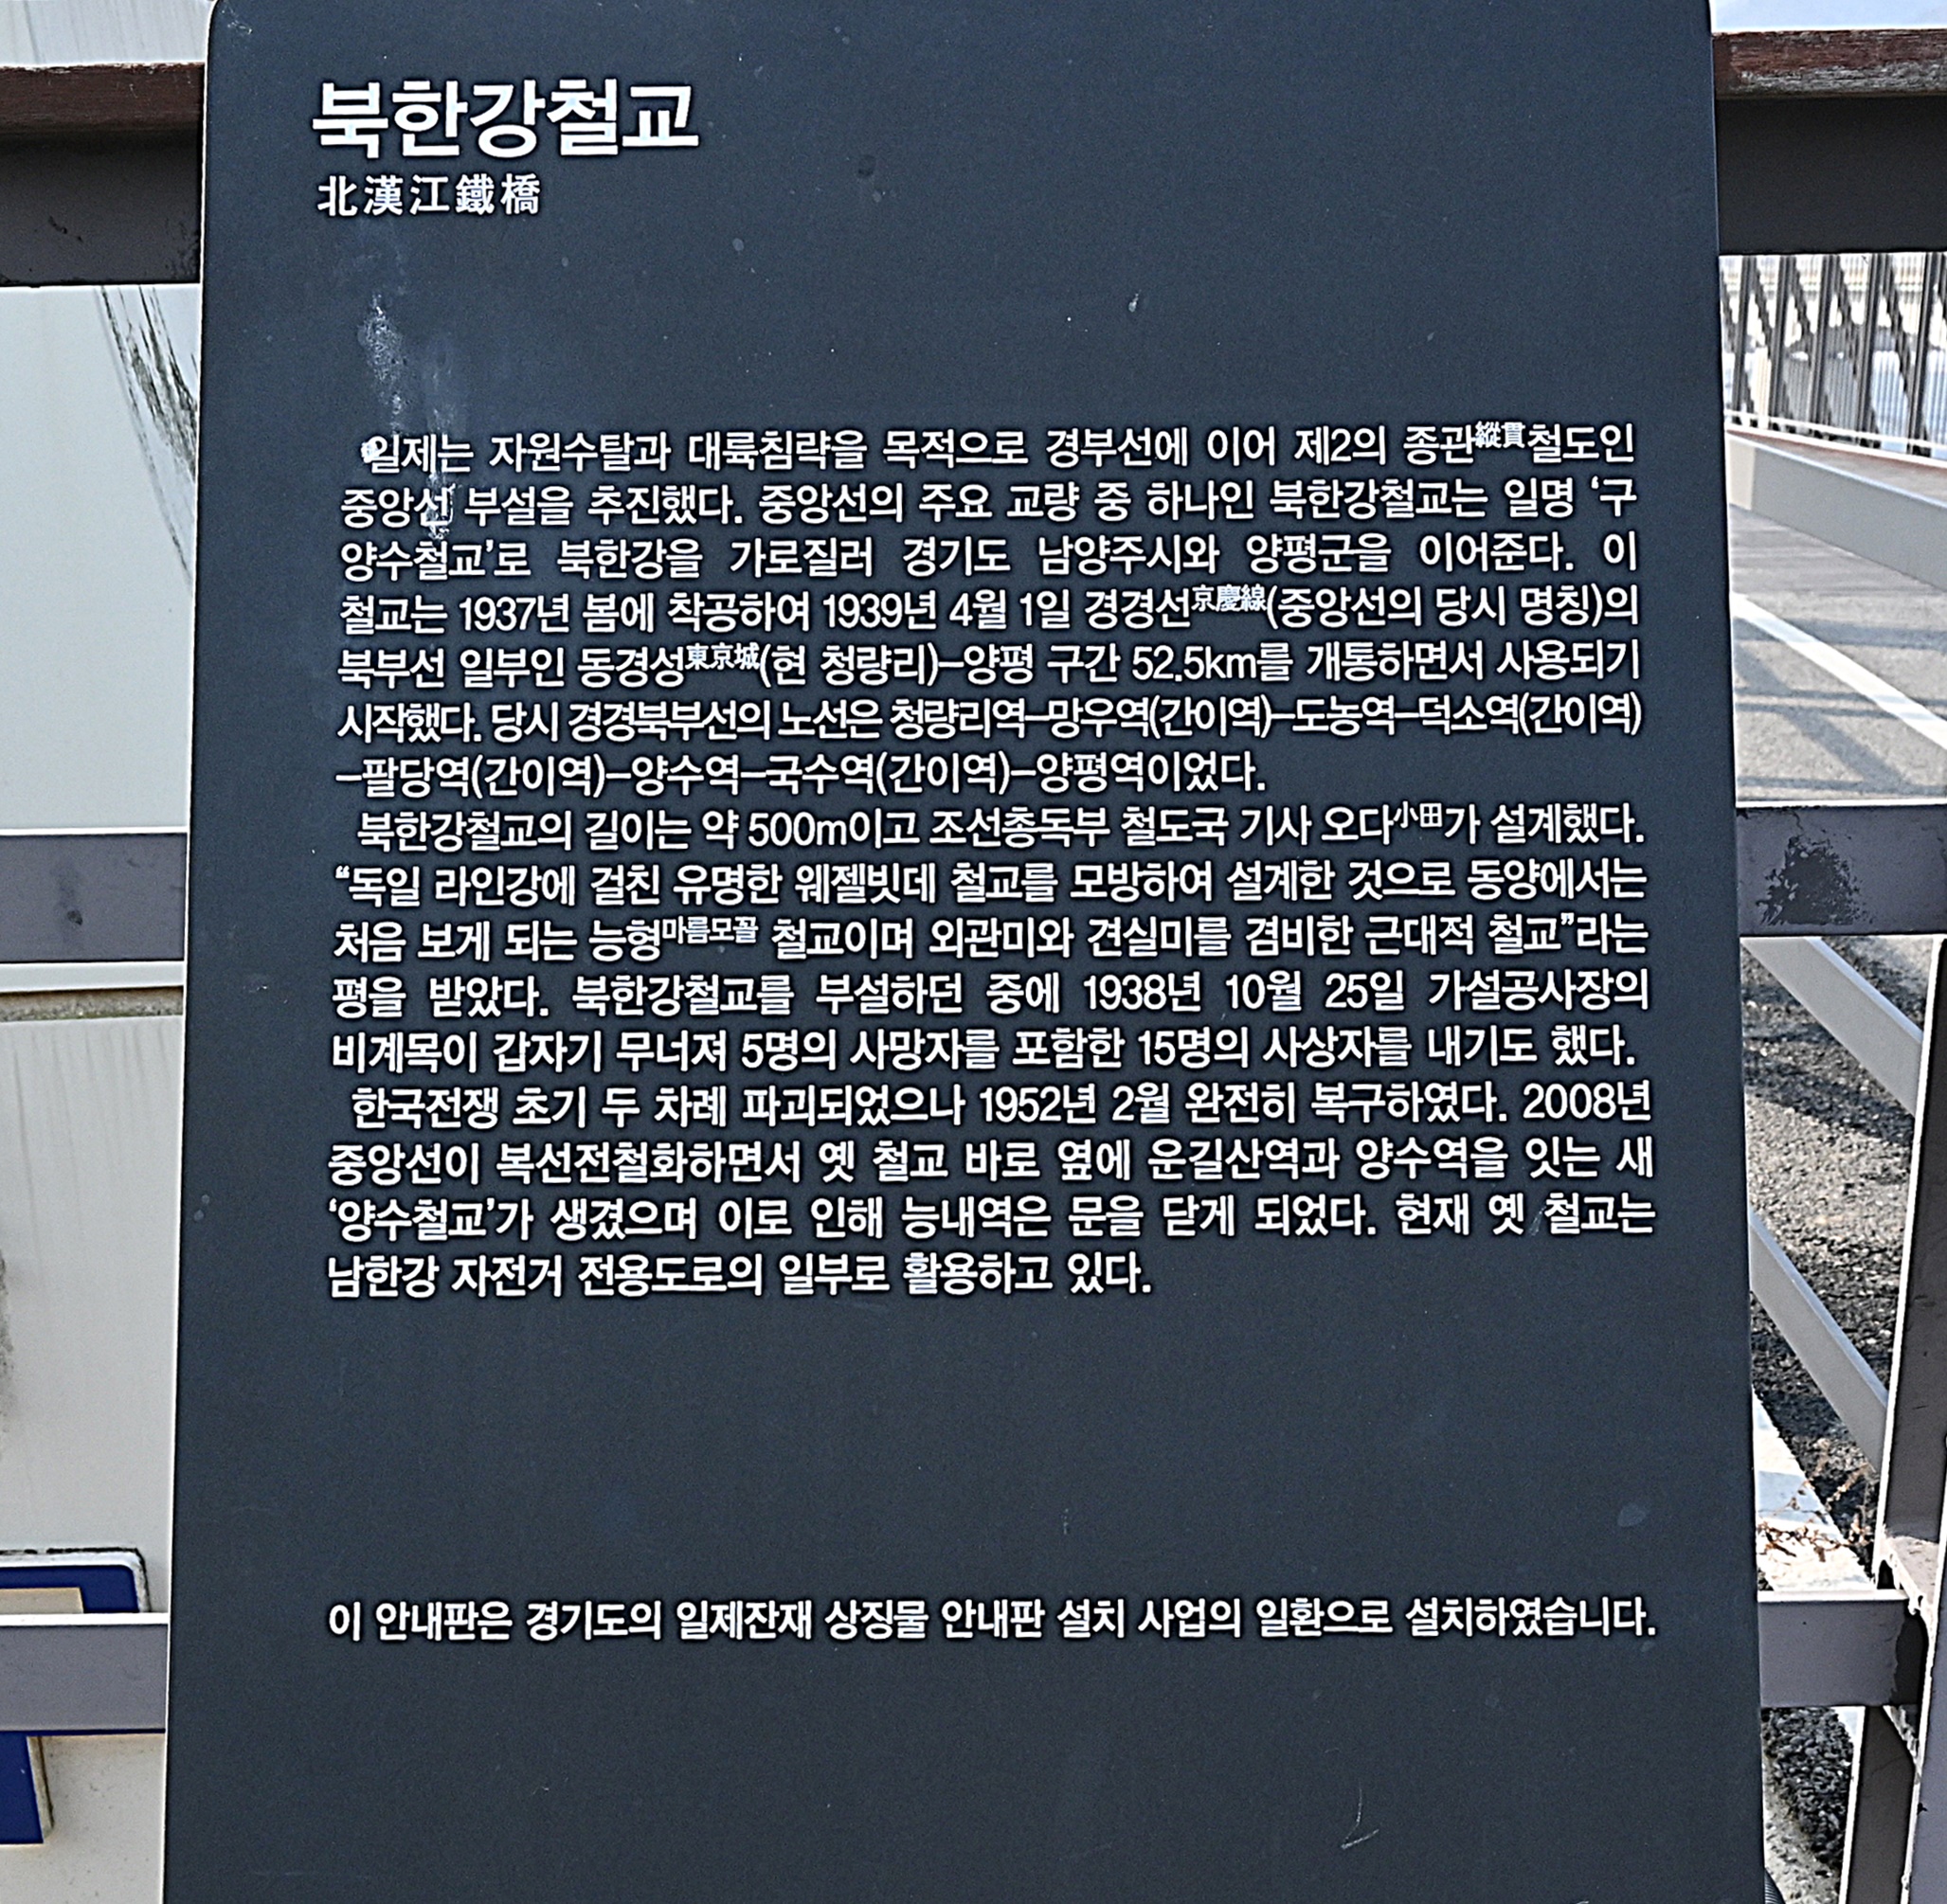 북한강철교
北漢江鐵橋
일제는 자원수탈과 대륙침략을 목적으로 경부선에 이어 제2의 종관縱貫철도인
중앙선 부설을 추진했다. 중앙선의 주요 교량 중 하나인 북한강철교는 일명 ‘구
양수철교’로 북한강을 가로질러 경기도 남양주시와 양평군을 이어준다. 이
철교는 1937년 봄에 착공하여 1939년 4월 1일 경경선京慶線(중앙선의 당시 명칭)의
북부선 일부인 동경성東京城(현 청량리)–양평 구간 52.5km를 개통하면서 사용되기
시작했다. 당시 경경북부선의 노선은 청량리역–망우역(간이역)–도농역–덕소역(간이역)
–팔당역(간이역)–양수역–국수역(간이역)–양평역이었다.
북한강철교의 길이는 약 500m이고 조선총독부 철도국 기사 오다小田가 설계했다.
“독일 라인강에 걸친 유명한 웨젤빗데 철교를 모방하여 설계한 것으로 동양에서는
처음 보게 되는 능형마름모꼴 철교이며 외관미와 견실미를 겸비한 근대적 철교”라는
평을 받았다. 북한강철교를 부설하던 중에 1938년 10월 25일 가설공사장의
비계목이 갑자기 무너져 5명의 사망자를 포함한 15명의 사상자를 내기도 했다.
한국전쟁 초기 두 차례 파괴되었으나 1952년 2월 완전히 복구하였다. 2008년
중앙선이 복선전철화하면서 옛 철교 바로 옆에 운길산역과 양수역을 잇는 새
‘양수철교’가 생겼으며 이로 인해 능내역은 문을 닫게 되었다. 현재 옛 철교는
남한강 자전거 전용도로의 일부로 활용하고 있다.
이 안내판은 경기도의 일제잔재 상징물 안내판 설치 사업의 일환으로 설치하였습니다.